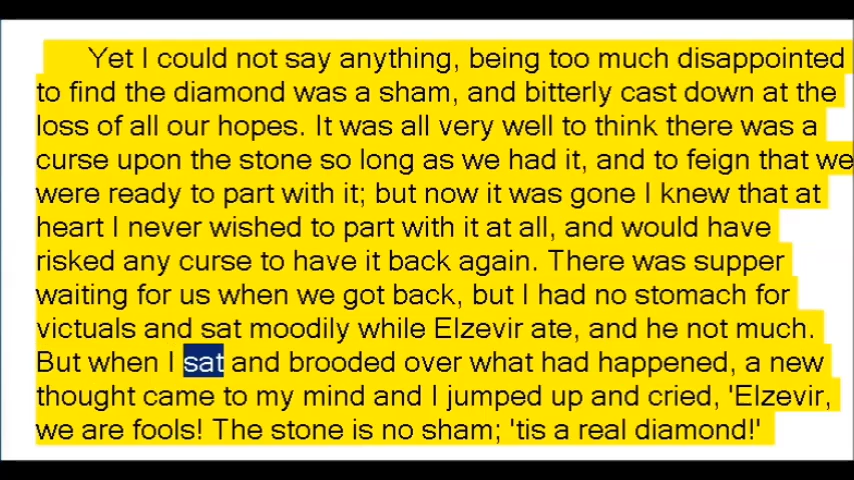 Yet I could not say anything, being too much disappointed
to find the diamond was a sham, and bitterly cast down at the
loss of all our hopes. It was all very well to think there was a
curse upon the stone so long as we had it, and to feign that we
were ready to part with it; but now it was gone I knew that at
heart I never wished to part with it at all, and would have
risked any curse to have it back again. There was supper
waiting for us when we got back, but I had no stomach for
victuals and sat moodily while Elzevir ate, and he not much.
But when I sat and brooded over what had happened, a new
thought came to my mind and I jumped up and cried, 'Elzevir,
we are fools! The stone is no sham; 'tis a real diamond!'